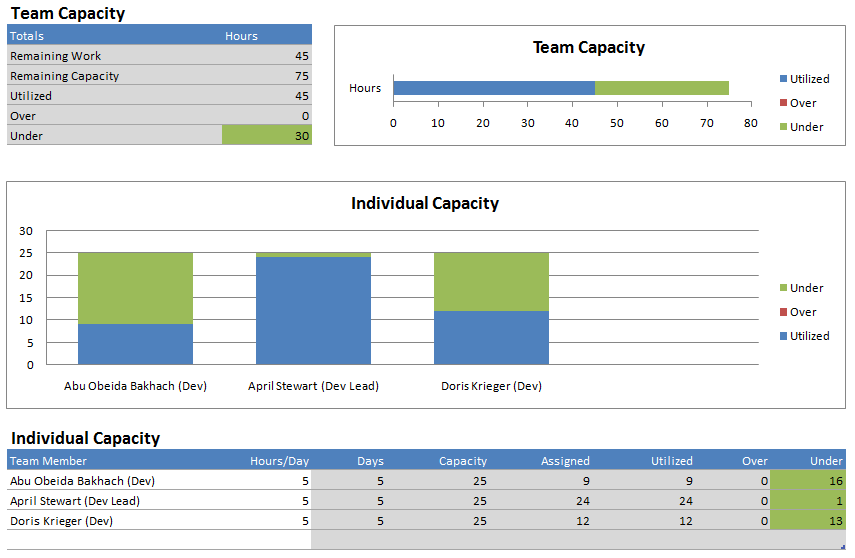 Team Capacity
Totals Hours
Remaining Work 45
Remaining Capacity 75
Utilized 45
Over 0
Under 30
Team Capacity
Hours
0 10 20 30 40 50 60 70 80
Utilized
Over
Under
Individual Capacity
30
25
20
15
10
5
0
Abu Obeida Bakhach (Dev) April Stewart (Dev Lead) Doris Krieger (Dev)
Under
Over
Utilized
Individual Capacity
Team Member Hours/Day Days Capacity Assigned Utilized Over Under
Abu Obeida Bakhach (Dev) 5 5 25 9 9 0 16
April Stewart (Dev Lead) 5 5 25 24 24 0 1
Doris Krieger (Dev) 5 5 25 12 12 0 13